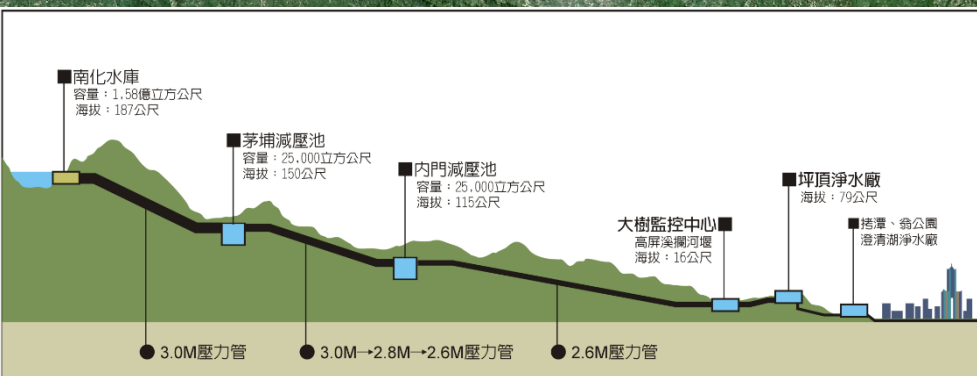 南化水庫
容量：1.58億立方公尺
海拔：187公尺
茅埔減壓池
容量：25.000立方公尺
海拔：150公尺
內門減壓池
容量：25.000立方公尺
海拔：115公尺
大樹監控中心
高屏溪攔河堰
海拔：16公尺
坪頂淨水廠
海拔：79公尺
拷潭、翁公園
澄清湖淨水廠
3.0M壓力管
3.0M→2.8M→2.6M壓力管
2.6M壓力管